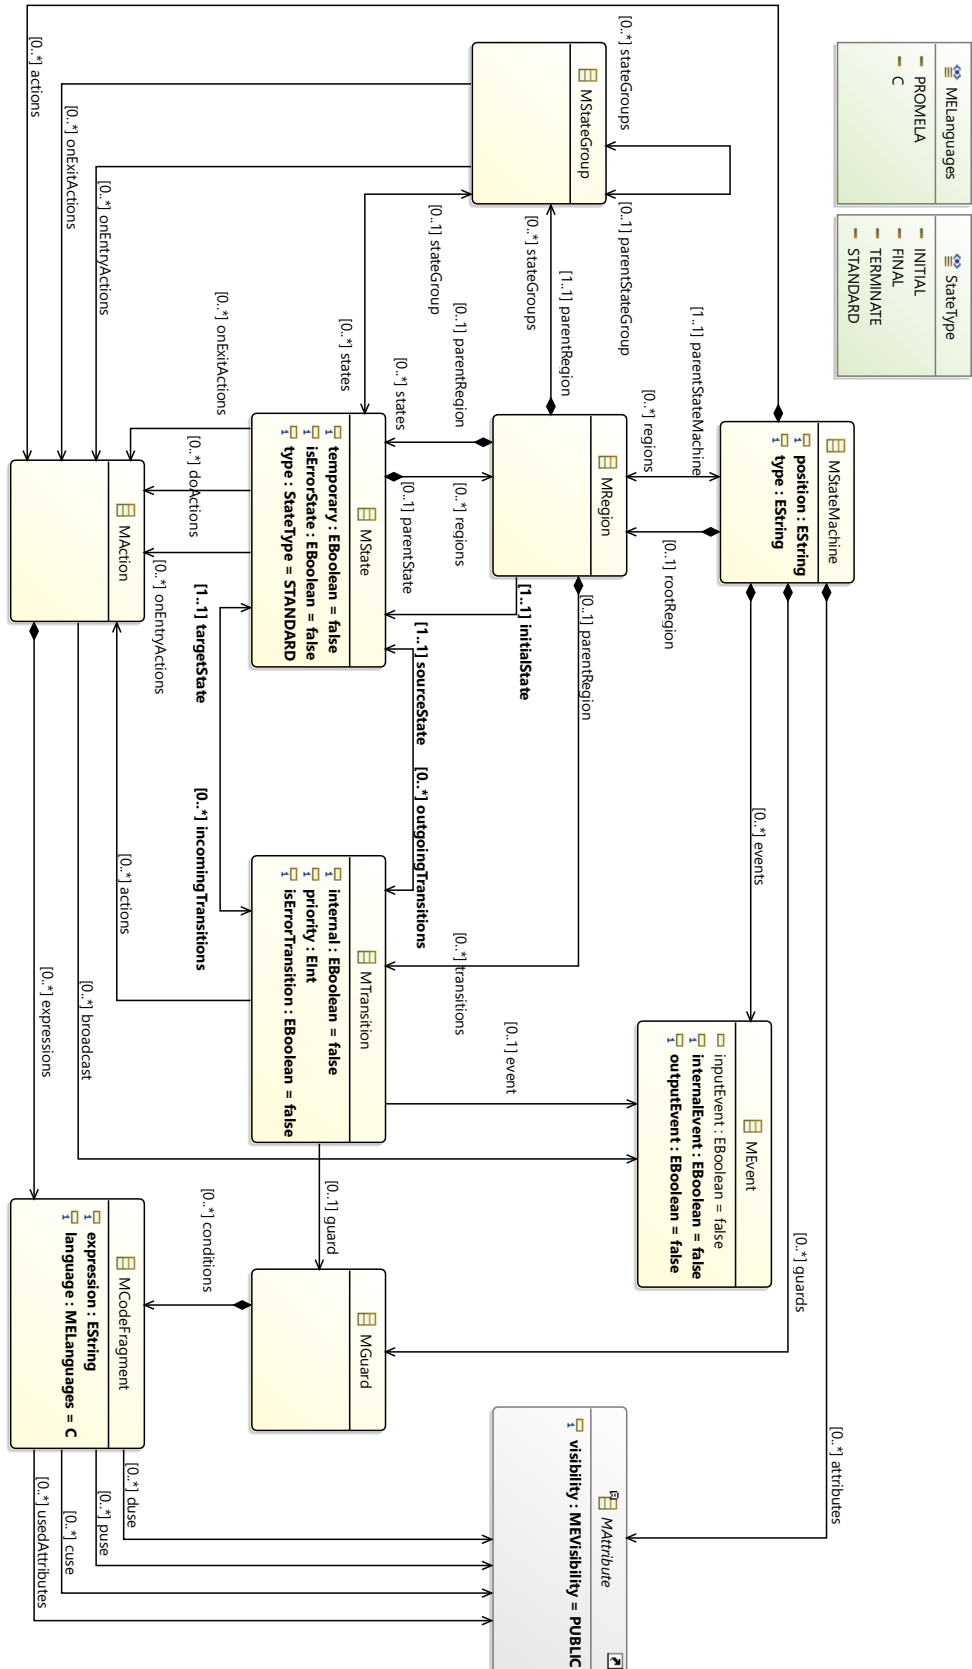 MELanguages
PROMELA
C
StateType
INITIAL
FINAL
TERMINATE
STANDARD
MStateMachine
position : EString
type : EString
[0..*] attributes
[0..*] guards
[0..*] events
[1..1] parentStateMachine
[0..*] regions
[0..1] rootRegion
[0..*] stateGroups
[0..1] parentStateGroup
MStateGroup
[1..1] parentRegion
[0..*] stateGroups
MRegion
[0..1] parentRegion
[1..1] initialState
MEvent
inputEvent : EBoolean = false
internalEvent : EBoolean = false
outputEvent : EBoolean = false
MAttribute
visibility : MEVisibility = PUBLIC
[0..1] stateGroup
[0..*] states
[0..1] parentRegion
[0..*] states
[0..*] regions
[0..1] parentState
[1..1] sourceState
[0..*] outgoingTransitions
[0..*] transitions
[0..1] event
MState
temporary : EBoolean = false
isErrorState : EBoolean = false
type : StateType = STANDARD
MTransition
internal : EBoolean = false
priority : EInt
isErrorTransition : EBoolean = false
[0..1] guard
MGuard
[0..*] conditions
[0..*] onExitActions
[0..*] doActions
[0..*] onEntryActions
[1..1] targetState
[0..*] incomingTransitions
[0..*] actions
[0..*] onExitActions
[0..*] onEntryActions
MAction
[0..*] actions
[0..*] broadcast
[0..*] expressions
MCodeFragment
expression : EString
language : MELanguages = C
[0..*] duse
[0..*] puse
[0..*] cuse
[0..*] usedAttributes